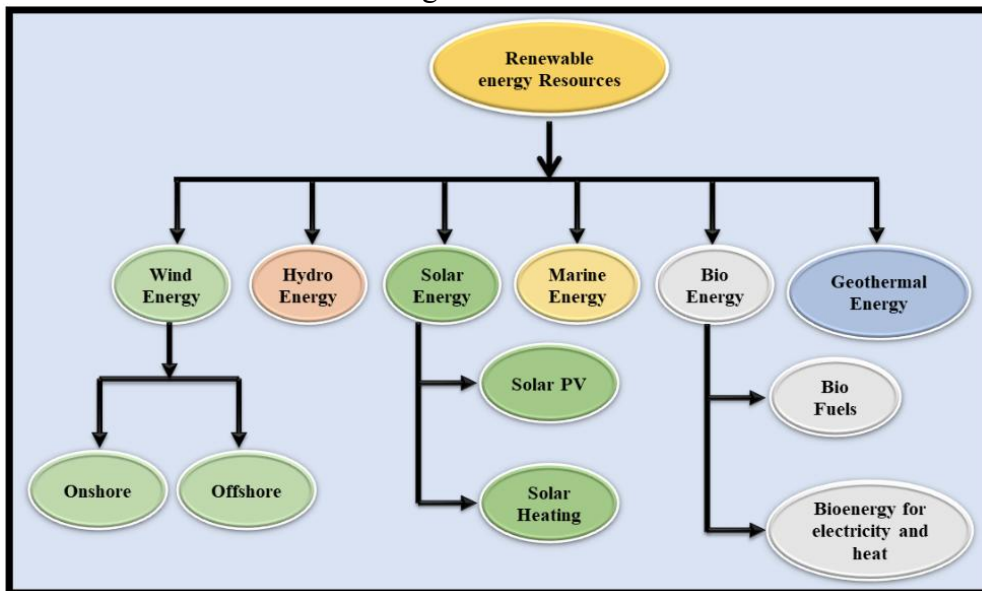 Renewable
energy Resources
Wind
Energy
Hydro
Energy
Solar
Energy
Marine
Energy
Bio
Energy
Geothermal
Energy
Solar PV
Bio
Fuels
Onshore
Offshore
Solar
Heating
Bioenergy for
electricity and
heat